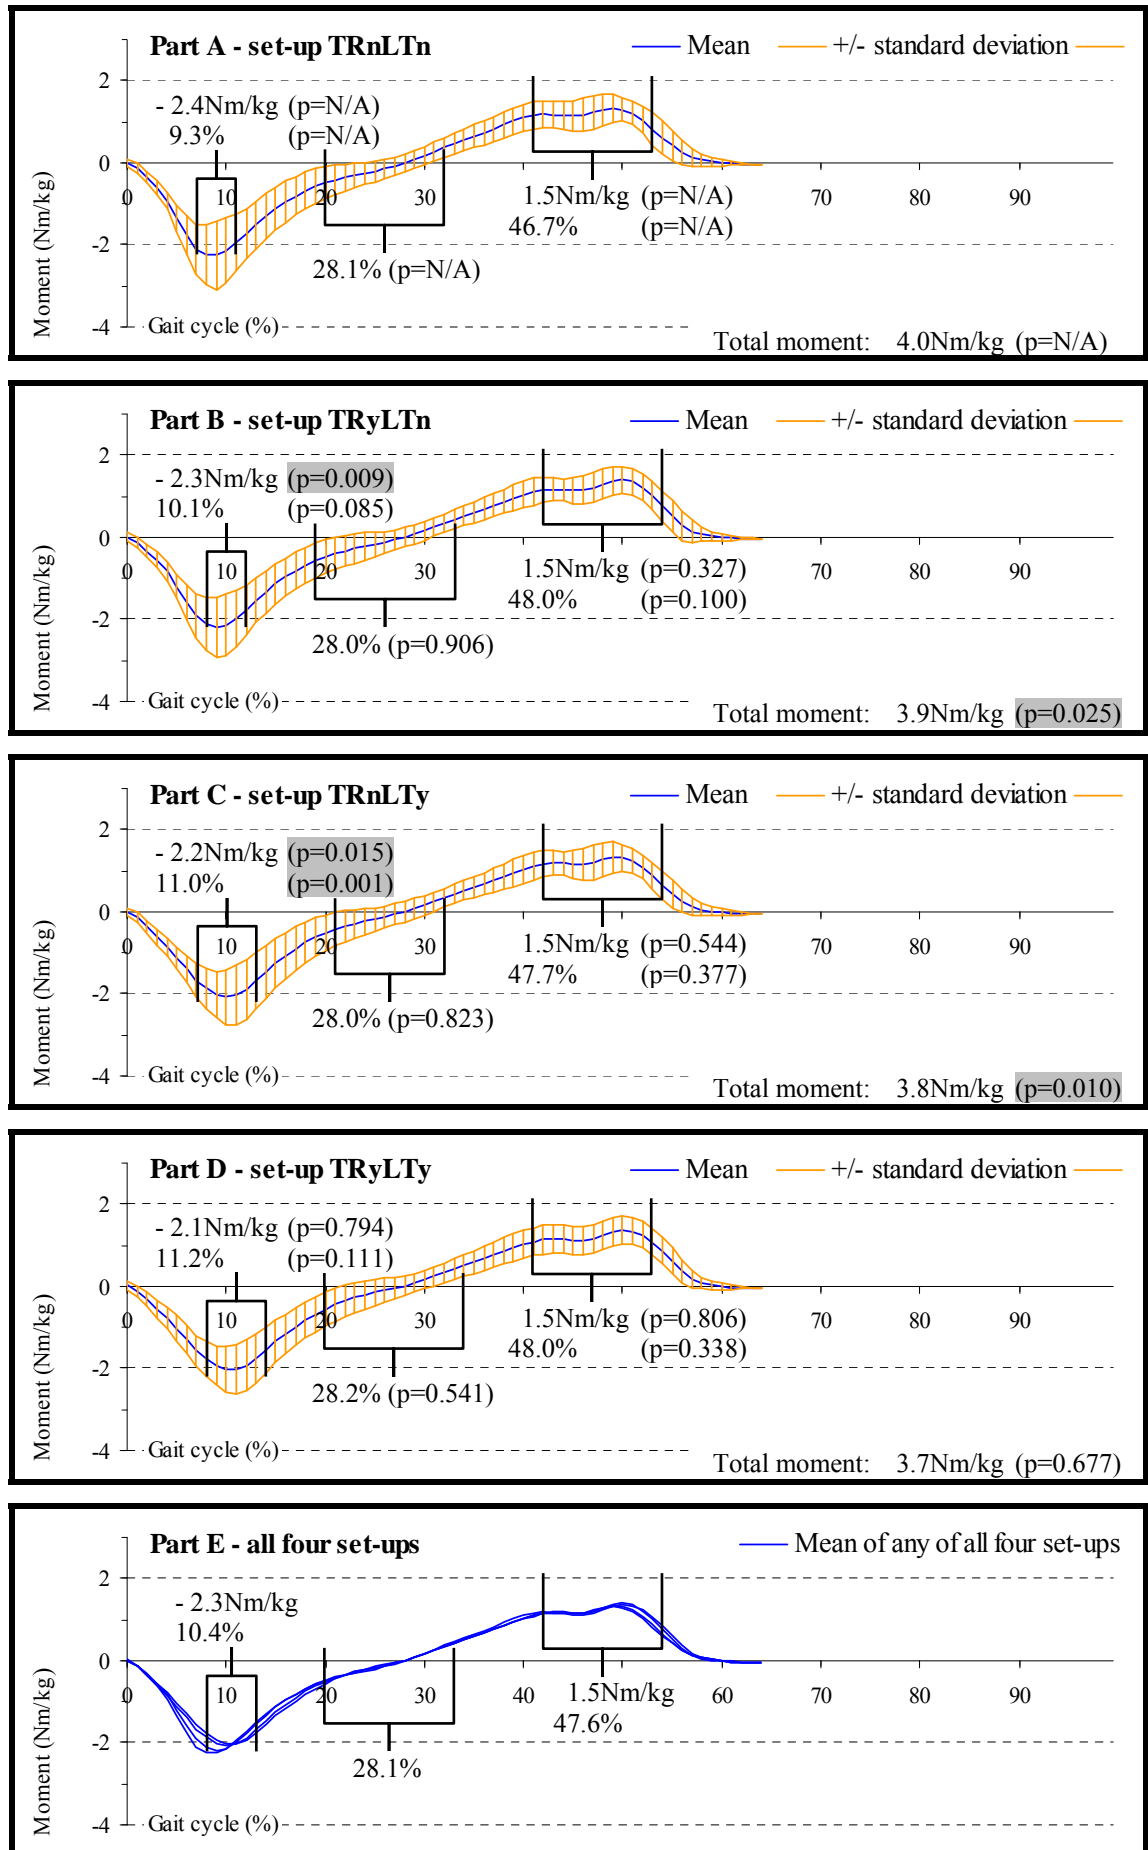 Part A - set-up TRnLTn Mean +/- standard deviation
Moment (Nm/kg)
2
- 2.4Nm/kg (p=N/A)
9.3% (p=N/A)
0
0 10 20 30 70 80 90
1.5Nm/kg (p=N/A)
46.7% (p=N/A)
-2
28.1% (p=N/A)
-4 Gait cycle (%)
Total moment: 4.0Nm/kg (p=N/A)
Part B - set-up TRyLTn Mean +/- standard deviation
Moment (Nm/kg)
2
- 2.3Nm/kg (p=0.009)
10.1% (p=0.085)
0
0 10 20 30 70 80 90
1.5Nm/kg (p=0.327)
48.0% (p=0.100)
-2
28.0% (p=0.906)
-4 Gait cycle (%)
Total moment: 3.9Nm/kg (p=0.025)
Part C - set-up TRnLTy Mean +/- standard deviation
Moment (Nm/kg)
2
- 2.2Nm/kg (p=0.015)
11.0% (p=0.001)
0
0 10 20 30 70 80 90
1.5Nm/kg (p=0.544)
47.7% (p=0.377)
-2
28.0% (p=0.823)
-4 Gait cycle (%)
Total moment: 3.8Nm/kg (p=0.010)
Part D - set-up TRyLTy Mean +/- standard deviation
Moment (Nm/kg)
2
- 2.1Nm/kg (p=0.794)
11.2% (p=0.111)
0
0 10 20 30 70 80 90
1.5Nm/kg (p=0.806)
48.0% (p=0.338)
-2
28.2% (p=0.541)
-4 Gait cycle (%)
Total moment: 3.7Nm/kg (p=0.677)
Part E - all four set-ups Mean of any of all four set-ups
Moment (Nm/kg)
2
- 2.3Nm/kg
10.4%
0
0 10 20 30 40 50 60 70 80 90
1.5Nm/kg
47.6%
-2
28.1%
-4 Gait cycle (%)